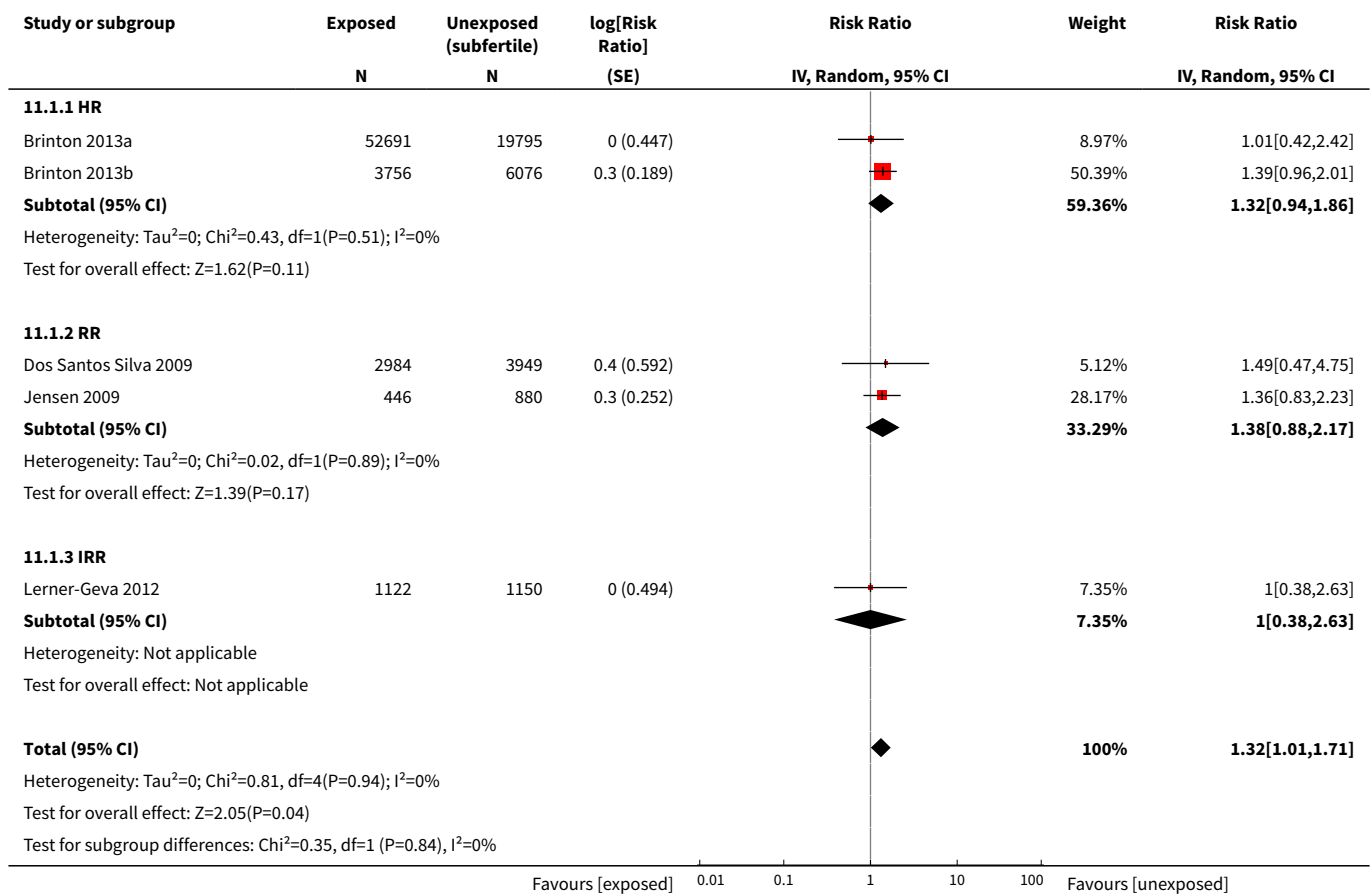 Study or subgroup Exposed Unexposed (subfertile) log[Risk Ratio] Risk Ratio Weight Risk Ratio
N N (SE) IV, Random, 95% CI IV, Random, 95% CI
11.1.1 HR
Brinton 2013a 52691 19795 0 (0.447) 8.97% 1.01[0.42,2.42]
Brinton 2013b 3756 6076 0.3 (0.189) 50.39% 1.39[0.96,2.01]
Subtotal (95% CI) 59.36% 1.32[0.94,1.86]
Heterogeneity: Tau²=0; Chi²=0.43, df=1(P=0.51); I²=0%
Test for overall effect: Z=1.62(P=0.11)
11.1.2 RR
Dos Santos Silva 2009 2984 3949 0.4 (0.592) 5.12% 1.49[0.47,4.75]
Jensen 2009 446 880 0.3 (0.252) 28.17% 1.36[0.83,2.23]
Subtotal (95% CI) 33.29% 1.38[0.88,2.17]
Heterogeneity: Tau²=0; Chi²=0.02, df=1(P=0.89); I²=0%
Test for overall effect: Z=1.39(P=0.17)
11.1.3 IRR
Lerner-Geva 2012 1122 1150 0 (0.494) 7.35% 1[0.38,2.63]
Subtotal (95% CI) 7.35% 1[0.38,2.63]
Heterogeneity: Not applicable
Test for overall effect: Not applicable
Total (95% CI) 100% 1.32[1.01,1.71]
Heterogeneity: Tau²=0; Chi²=0.81, df=4(P=0.94); I²=0%
Test for overall effect: Z=2.05(P=0.04)
Test for subgroup differences: Chi²=0.35, df=1 (P=0.84), I²=0%
Favours [exposed] 0.01 0.1 1 10 100 Favours [unexposed]